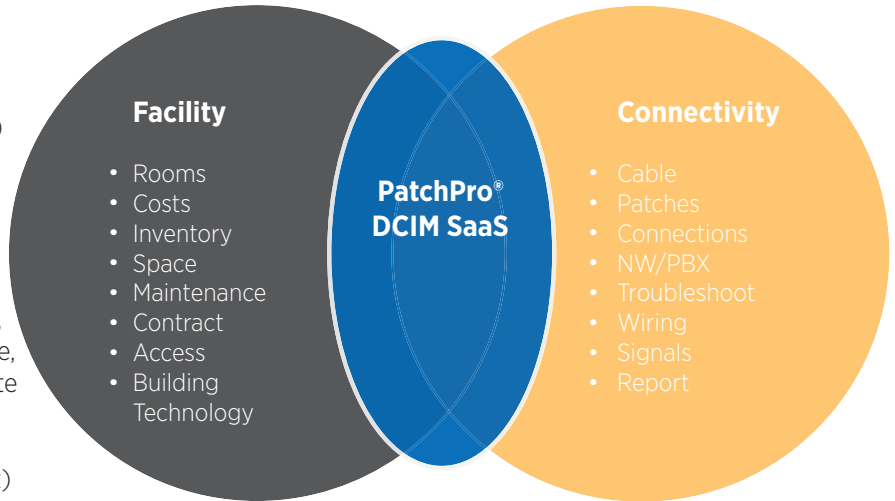 Facility
• Rooms
• Costs
• Inventory
• Space
• Maintenance
• Contract
• Access
• Building
Technology
PatchPro®
DCIM SaaS
Connectivity
• Cable
• Patches
• Connections
• NW/PBX
• Troubleshoot
• Wiring
• Signals
• Report